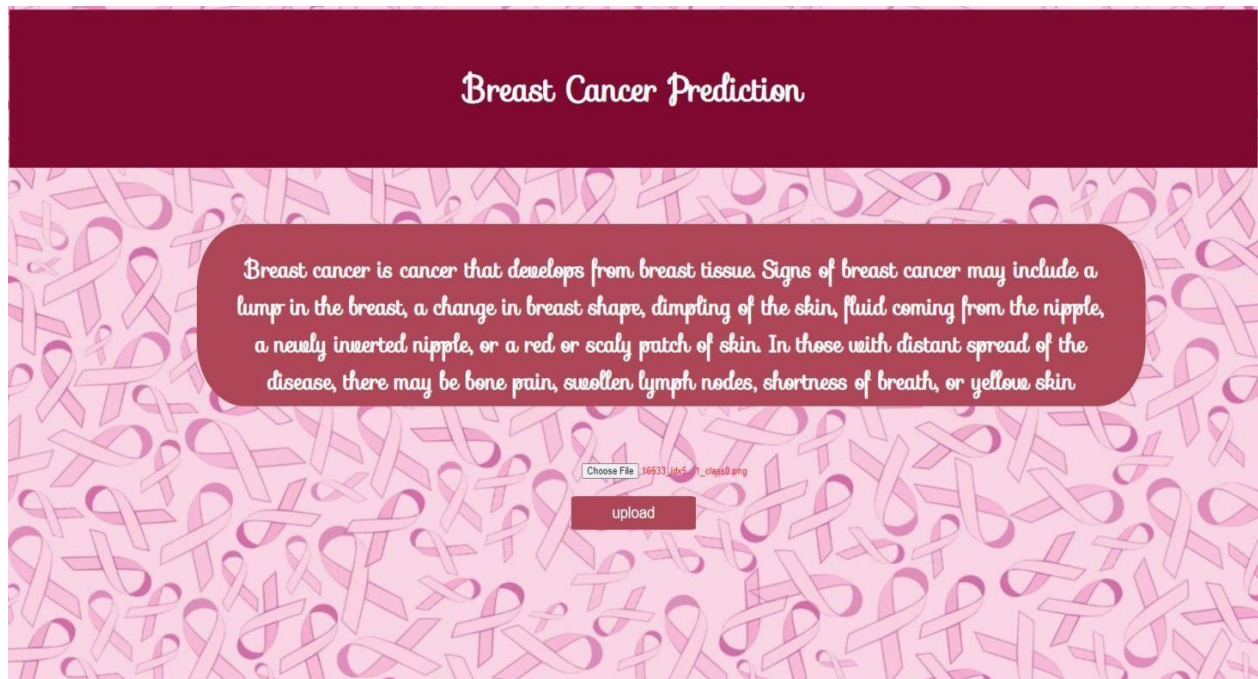 Breast Cancer Prediction
Breast cancer is cancer that develops from breast tissue. Signs of breast cancer may include a
lump in the breast, a change in breast shape, dimpling of the skin, fluid coming from the nipple,
a newly inverted nipple, or a red or scaly patch of skin. In those with distant spread of the
disease, there may be bone pain, swollen lymph nodes, shortness of breath, or yellow skin
Choose File
upload